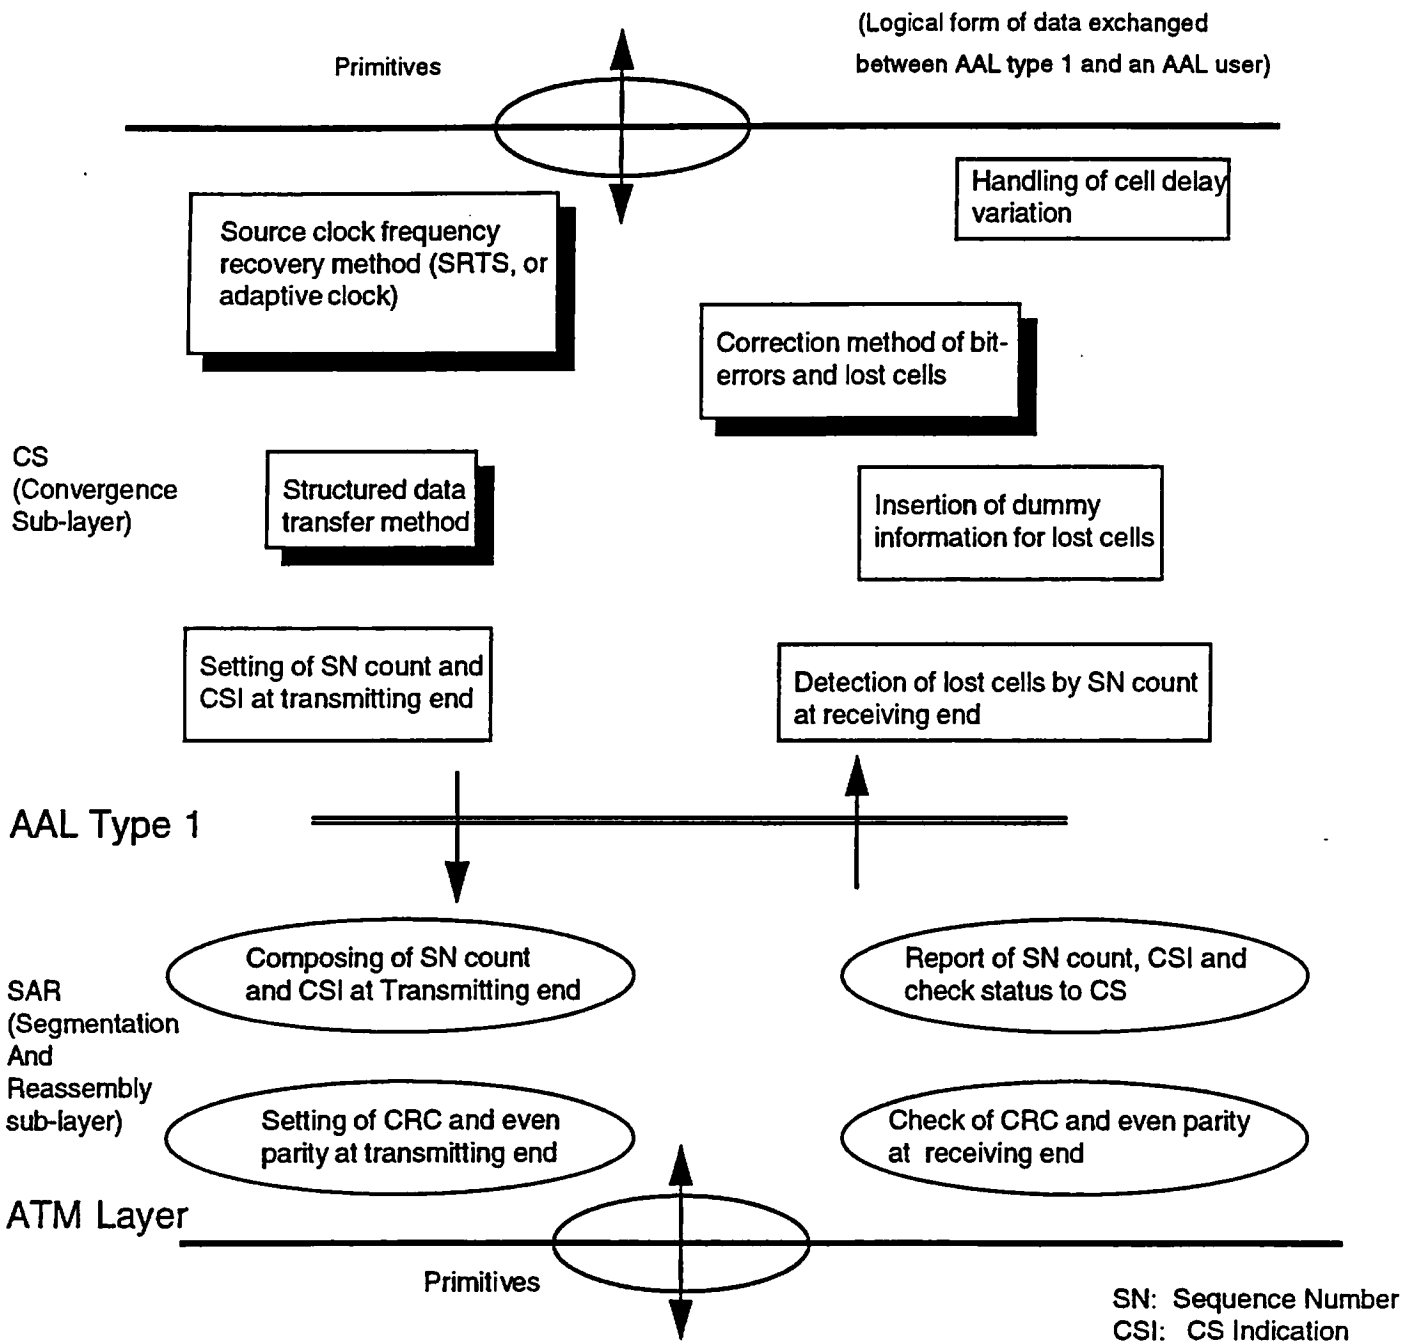 (Logical form of data exchanged
between AAL type 1 and an AAL user)
Primitives
Handling of cell delay
variation
Source clock frequency
recovery method (SRTS, or
adaptive clock)
Correction method of bit-
errors and lost cells
CS
(Convergence
Sub-layer)
Structured data
transfer method
Insertion of dummy
information for lost cells
Setting of SN count and
CSI at transmitting end
Detection of lost cells by SN count
at receiving end
AAL Type 1
Composing of SN count
and CSI at Transmitting end
Report of SN count, CSI and
check status to CS
SAR
(Segmentation
And
Reassembly
sub-layer)
Setting of CRC and even
parity at transmitting end
Check of CRC and even parity
at receiving end
ATM Layer
Primitives
SN: Sequence Number
CSI: CS Indication